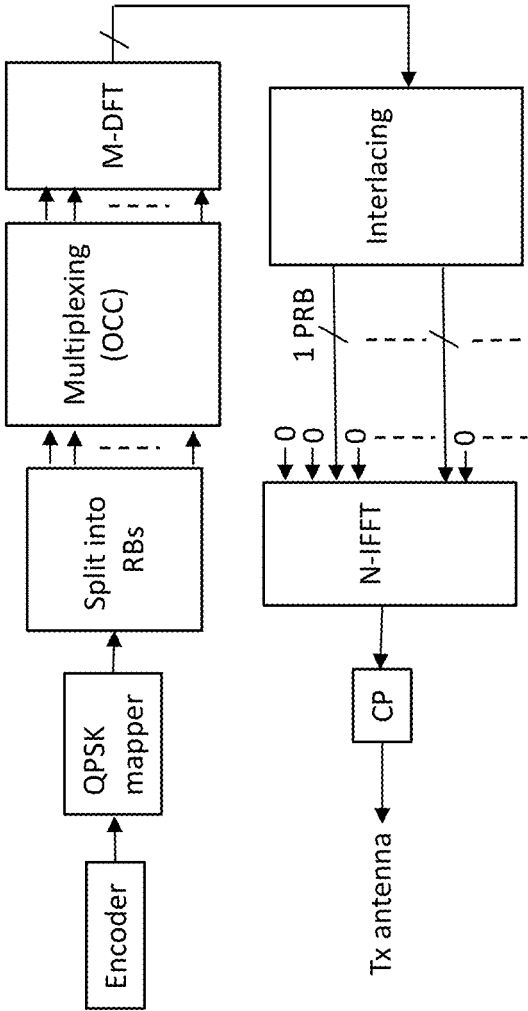 Encoder
QPSK
mapper
Split into
RBs
Multiplexing
(OCC)
M-DFT
Interlacing
1 PRB
0
0
0
0
N-IFFT
CP
Tx antenna